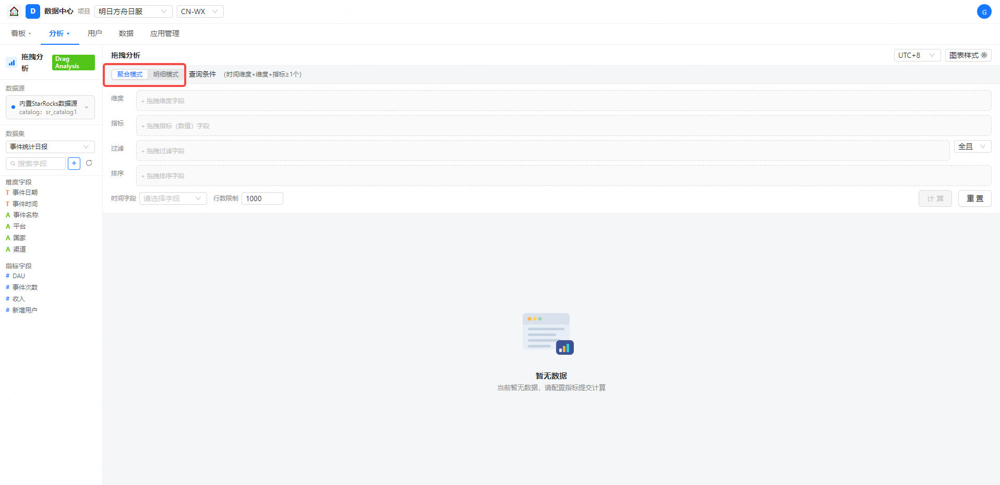 D 数据中心 项目 明日方舟日服 CN-WX G
看板 分析 用户 数据 应用管理
拖拽分析
Drag Analysis
数据源
内置StarRocks数据源
catalog: sr_catalog1
数据集
事件统计日报
搜索字段 +
维度字段
T 事件日期
T 事件时间
A 事件名称
A 平台
A 国家
A 渠道
指标字段
# DAU
# 事件次数
# 收入
# 新增用户
拖拽分析 UTC+8 图表样式
聚合模式 明细模式 查询条件 (时间维度+维度+指标≥1个)
维度 + 拖拽维度字段
指标 + 拖拽指标（数值）字段
过滤 + 拖拽过滤字段 全且
排序 + 拖拽排序字段
时间字段 请选择字段 行数限制 1000 计 算 重 置
暂无数据
当前暂无数据，请配置指标提交计算